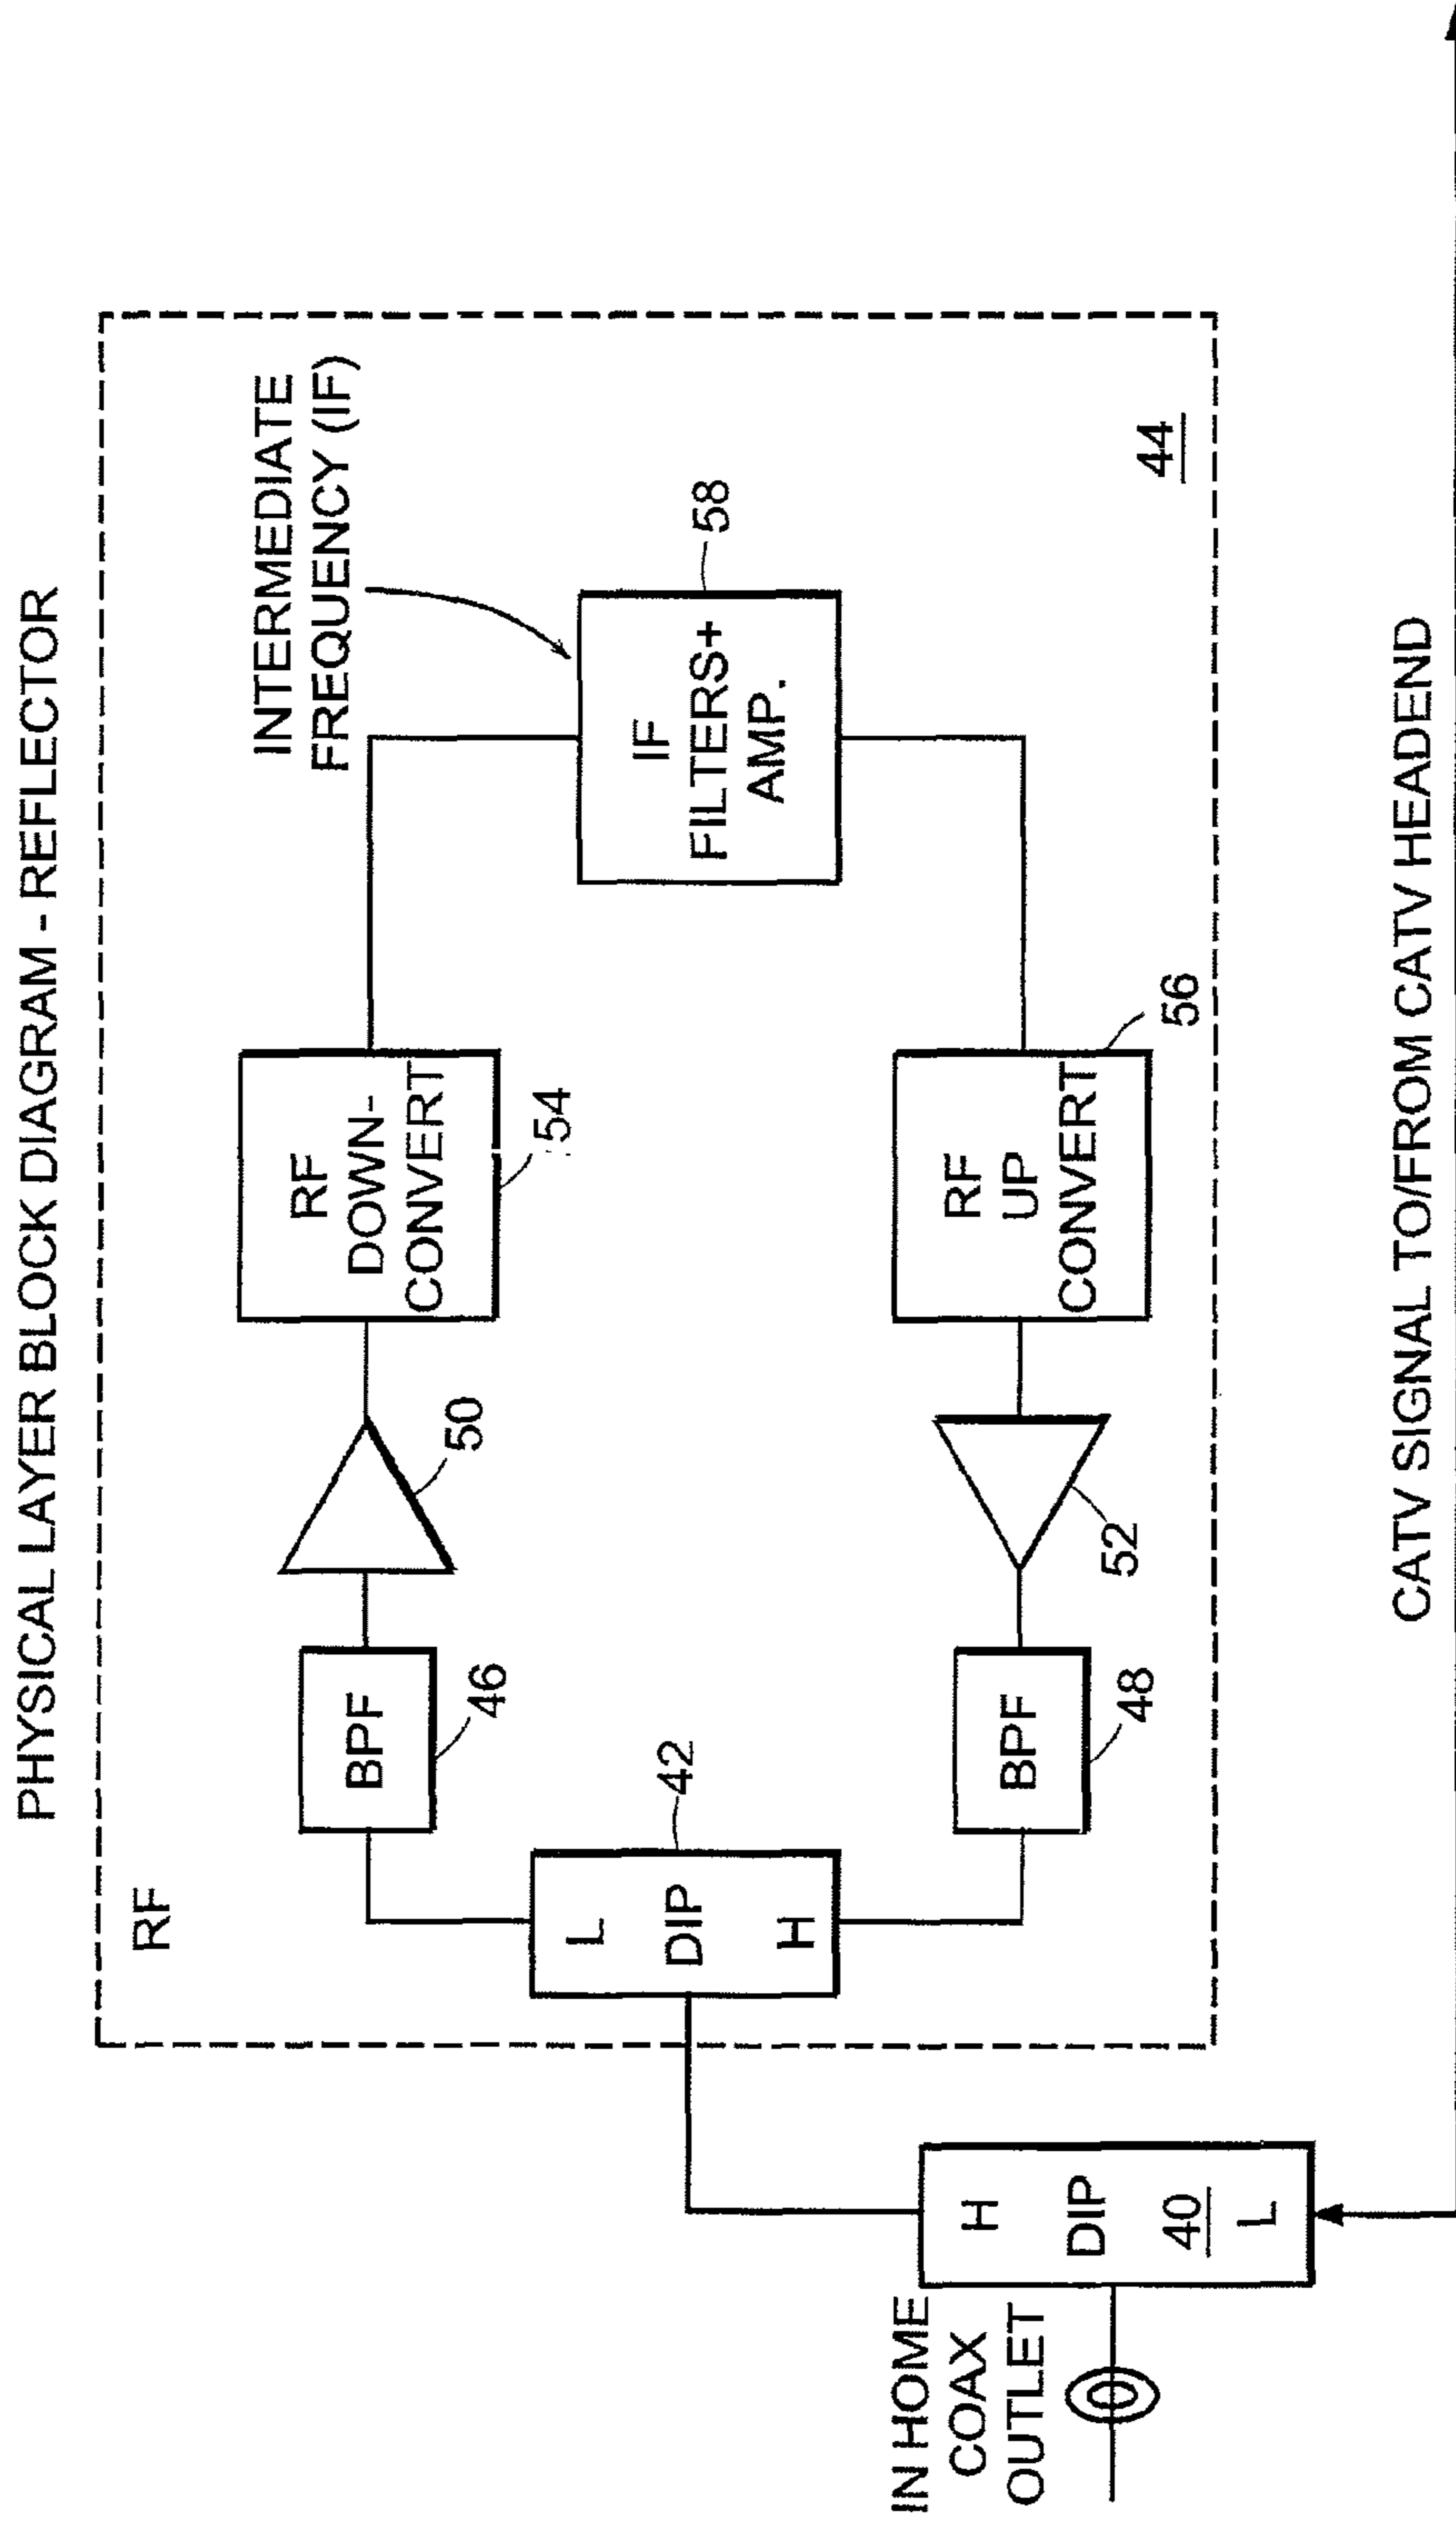 PHYSICAL LAYER BLOCK DIAGRAM - REFLECTOR
RF
INTERMEDIATE
FREQUENCY (IF)
BPF
46
50
RF
DOWN-
CONVERT
54
L
DIP
H
42
IF
FILTERS+
AMP.
58
BPF
48
52
RF
UP
CONVERT
56
44
IN HOME
COAX
OUTLET
H
DIP
40
L
CATV SIGNAL TO/FROM CATV HEADEND